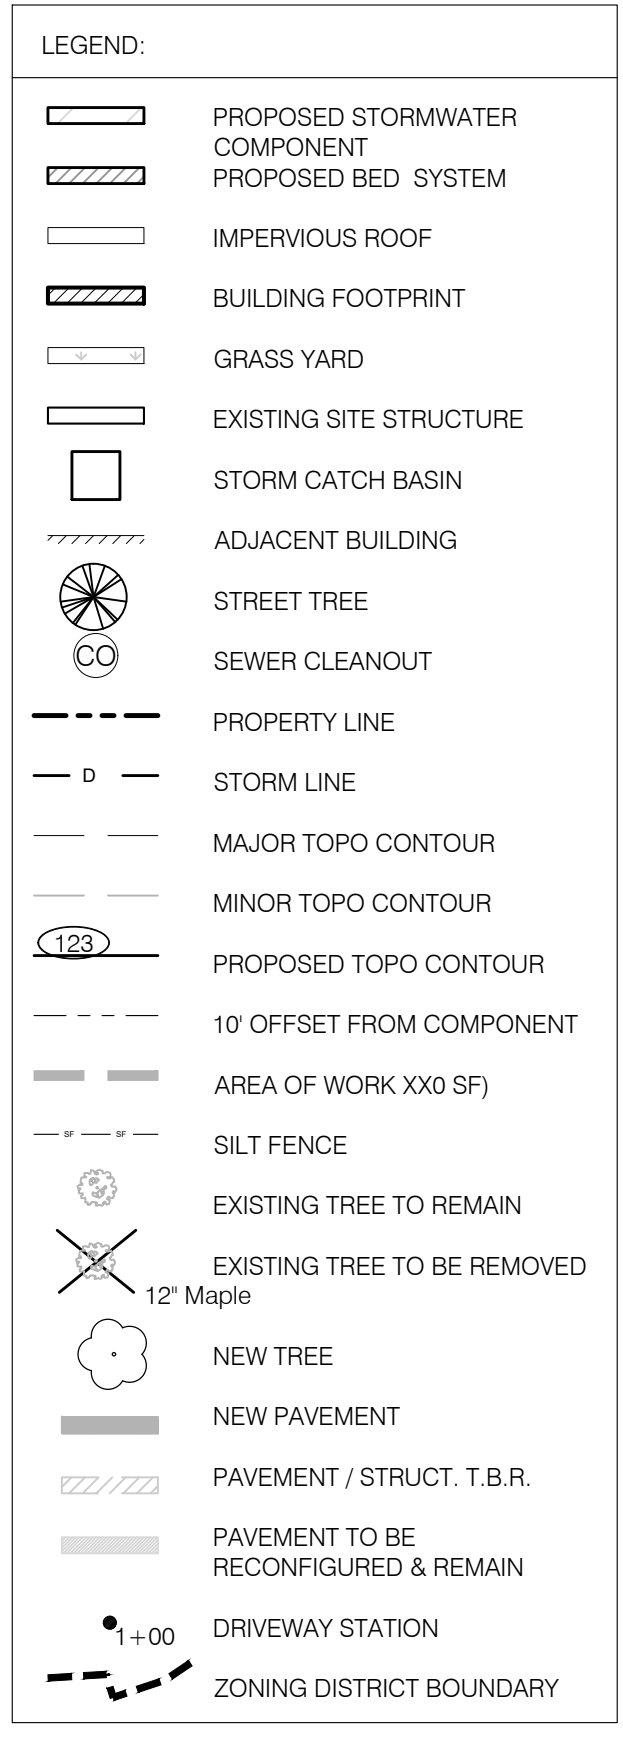 LEGEND:
PROPOSED STORMWATER
COMPONENT
PROPOSED BED SYSTEM
IMPERVIOUS ROOF
BUILDING FOOTPRINT
GRASS YARD
EXISTING SITE STRUCTURE
STORM CATCH BASIN
ADJACENT BUILDING
STREET TREE
CO SEWER CLEANOUT
PROPERTY LINE
D STORM LINE
MAJOR TOPO CONTOUR
MINOR TOPO CONTOUR
123 PROPOSED TOPO CONTOUR
10' OFFSET FROM COMPONENT
AREA OF WORK XX0 SF)
SF SF SILT FENCE
EXISTING TREE TO REMAIN
EXISTING TREE TO BE REMOVED
12" Maple
NEW TREE
NEW PAVEMENT
PAVEMENT / STRUCT. T.B.R.
PAVEMENT TO BE
RECONFIGURED & REMAIN
1+00 DRIVEWAY STATION
ZONING DISTRICT BOUNDARY